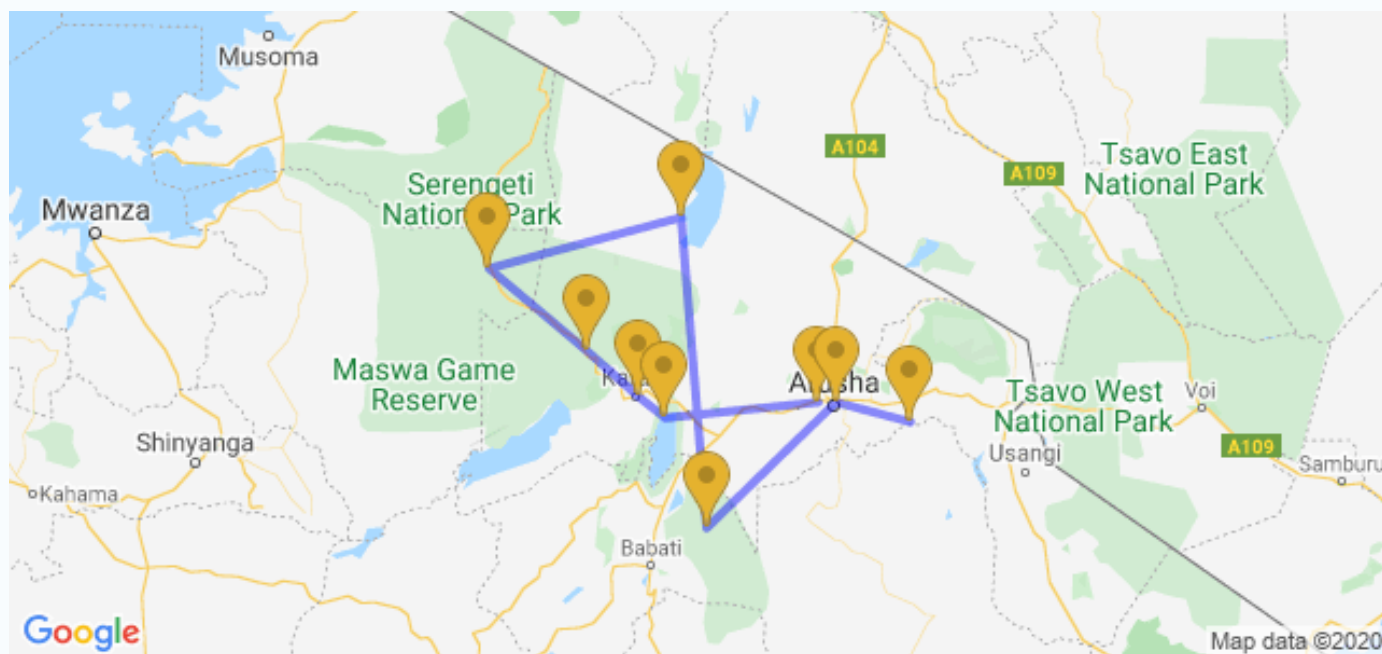 Musoma
A104
Tsavo East
National Park
A109
Serengeti
National Park
Mwanza
Maswa Game
Reserve
Arusha
Tsavo West
National Park
Voi
A109
Shinyanga
Usangi
Samburu
Kahama
Babati
Google
Map data ©2020